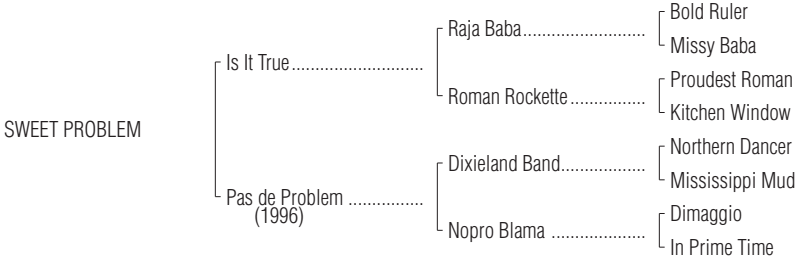 Bold Ruler
Raja Baba..........................
Missy Baba
Is It True............................
Proudest Roman
Roman Rockette................
Kitchen Window
SWEET PROBLEM
Northern Dancer
Dixieland Band..................
Mississippi Mud
Pas de Problem ................
(1996)
Dimaggio
Nopro Blama ....................
In Prime Time